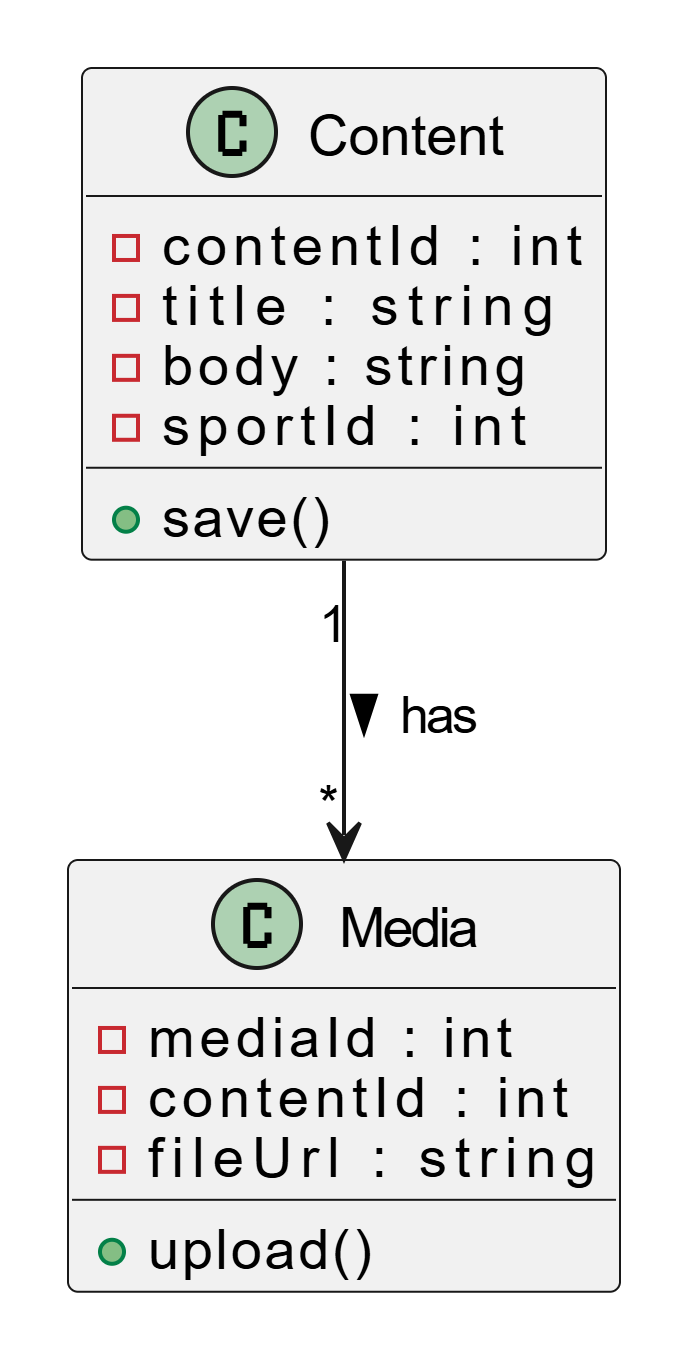 C Content
contentId : int
title : string
body : string
sportId : int
save()
1
has
*
C Media
mediaId : int
contentId : int
fileUrl : string
upload()